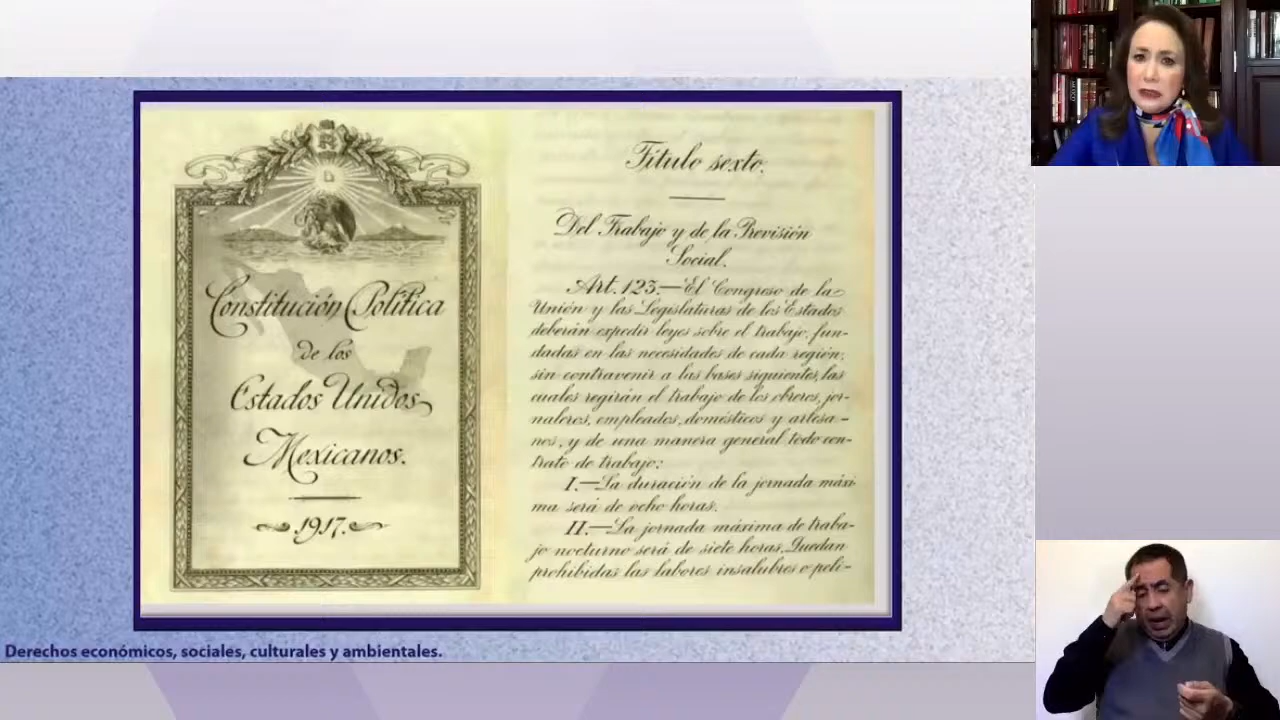 Constitución Política
de los
Estados Unidos
Mexicanos.
1917.
Título sexto.
Del Trabajo y de la Previsión
Social.
Art. 123.—El Congreso de la
Unión y las Legislaturas de los Estados
deberán expedir leyes sobre el trabajo, fun-
dadas en las necesidades de cada región,
sin contravenir a las bases siguientes, las
cuales regirán el trabajo de los obreros, jor-
naleros, empleados, domésticos y artesa-
nos, y de una manera general todo con-
trato de trabajo:
I.—La duración de la jornada máxi
ma será de ocho horas.
II.—La jornada máxima de traba-
jo nocturno será de siete horas. Quedan
prohibidas las labores insalubres o peli-
Derechos económicos, sociales, culturales y ambientales.